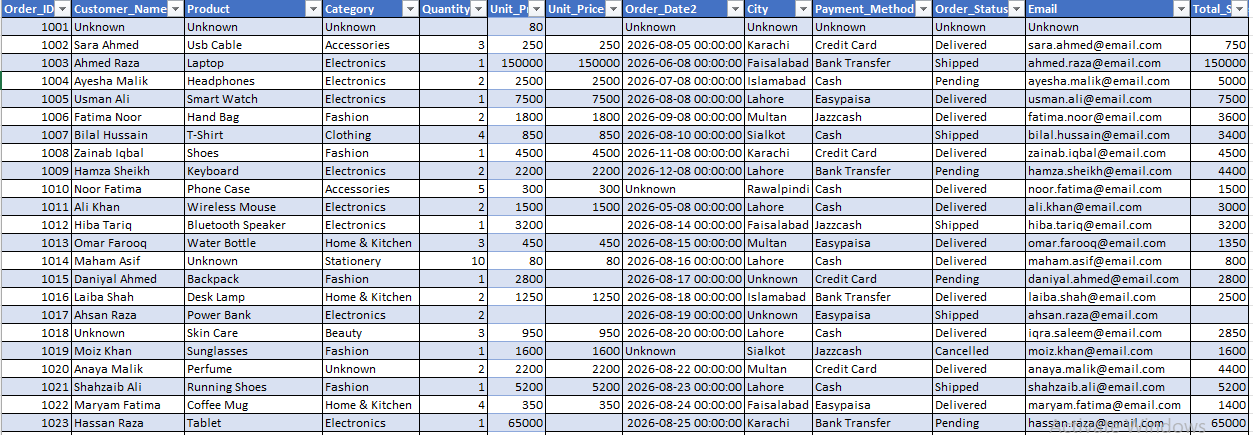 Order_ID Customer_Name Product Category Quantity Unit_Pr Unit_Price Order_Date2 City Payment_Method Order_Status Email Total_S
1001 Unknown Unknown Unknown 80 Unknown Unknown Unknown Unknown Unknown
1002 Sara Ahmed Usb Cable Accessories 3 250 250 2026-08-05 00:00:00 Karachi Credit Card Delivered sara.ahmed@email.com 750
1003 Ahmed Raza Laptop Electronics 1 150000 150000 2026-06-08 00:00:00 Faisalabad Bank Transfer Shipped ahmed.raza@email.com 150000
1004 Ayesha Malik Headphones Electronics 2 2500 2500 2026-07-08 00:00:00 Islamabad Cash Pending ayesha.malik@email.com 5000
1005 Usman Ali Smart Watch Electronics 1 7500 7500 2026-08-08 00:00:00 Lahore Easypaisa Delivered usman.ali@email.com 7500
1006 Fatima Noor Hand Bag Fashion 2 1800 1800 2026-09-08 00:00:00 Multan Jazzcash Delivered fatima.noor@email.com 3600
1007 Bilal Hussain T-Shirt Clothing 4 850 850 2026-08-10 00:00:00 Sialkot Cash Shipped bilal.hussain@email.com 3400
1008 Zainab Iqbal Shoes Fashion 1 4500 4500 2026-11-08 00:00:00 Karachi Credit Card Delivered zainab.iqbal@email.com 4500
1009 Hamza Sheikh Keyboard Electronics 2 2200 2200 2026-12-08 00:00:00 Lahore Bank Transfer Pending hamza.sheikh@email.com 4400
1010 Noor Fatima Phone Case Accessories 5 300 300 Unknown Rawalpindi Cash Delivered noor.fatima@email.com 1500
1011 Ali Khan Wireless Mouse Electronics 2 1500 1500 2026-05-08 00:00:00 Lahore Cash Delivered ali.khan@email.com 3000
1012 Hiba Tariq Bluetooth Speaker Electronics 1 3200 2026-08-14 00:00:00 Faisalabad Jazzcash Shipped hiba.tariq@email.com 3200
1013 Omar Farooq Water Bottle Home & Kitchen 3 450 450 2026-08-15 00:00:00 Multan Easypaisa Delivered omar.farooq@email.com 1350
1014 Maham Asif Unknown Stationery 10 80 80 2026-08-16 00:00:00 Lahore Cash Delivered maham.asif@email.com 800
1015 Daniyal Ahmed Backpack Fashion 1 2800 2026-08-17 00:00:00 Unknown Credit Card Pending daniyal.ahmed@email.com 2800
1016 Laiba Shah Desk Lamp Home & Kitchen 2 1250 1250 2026-08-18 00:00:00 Islamabad Bank Transfer Delivered laiba.shah@email.com 2500
1017 Ahsan Raza Power Bank Electronics 2 2026-08-19 00:00:00 Unknown Easypaisa Shipped ahsan.raza@email.com
1018 Unknown Skin Care Beauty 3 950 950 2026-08-20 00:00:00 Lahore Cash Delivered iqra.saleem@email.com 2850
1019 Moiz Khan Sunglasses Fashion 1 1600 1600 Unknown Sialkot Jazzcash Cancelled moiz.khan@email.com 1600
1020 Anaya Malik Perfume Unknown 2 2200 2200 2026-08-22 00:00:00 Multan Credit Card Delivered anaya.malik@email.com 4400
1021 Shahzaib Ali Running Shoes Fashion 1 5200 5200 2026-08-23 00:00:00 Lahore Cash Shipped shahzaib.ali@email.com 5200
1022 Maryam Fatima Coffee Mug Home & Kitchen 4 350 350 2026-08-24 00:00:00 Faisalabad Easypaisa Delivered maryam.fatima@email.com 1400
1023 Hassan Raza Tablet Electronics 1 65000 65000 2026-08-25 00:00:00 Karachi Bank Transfer Pending hassan.raza@email.com 65000
Activate Windows